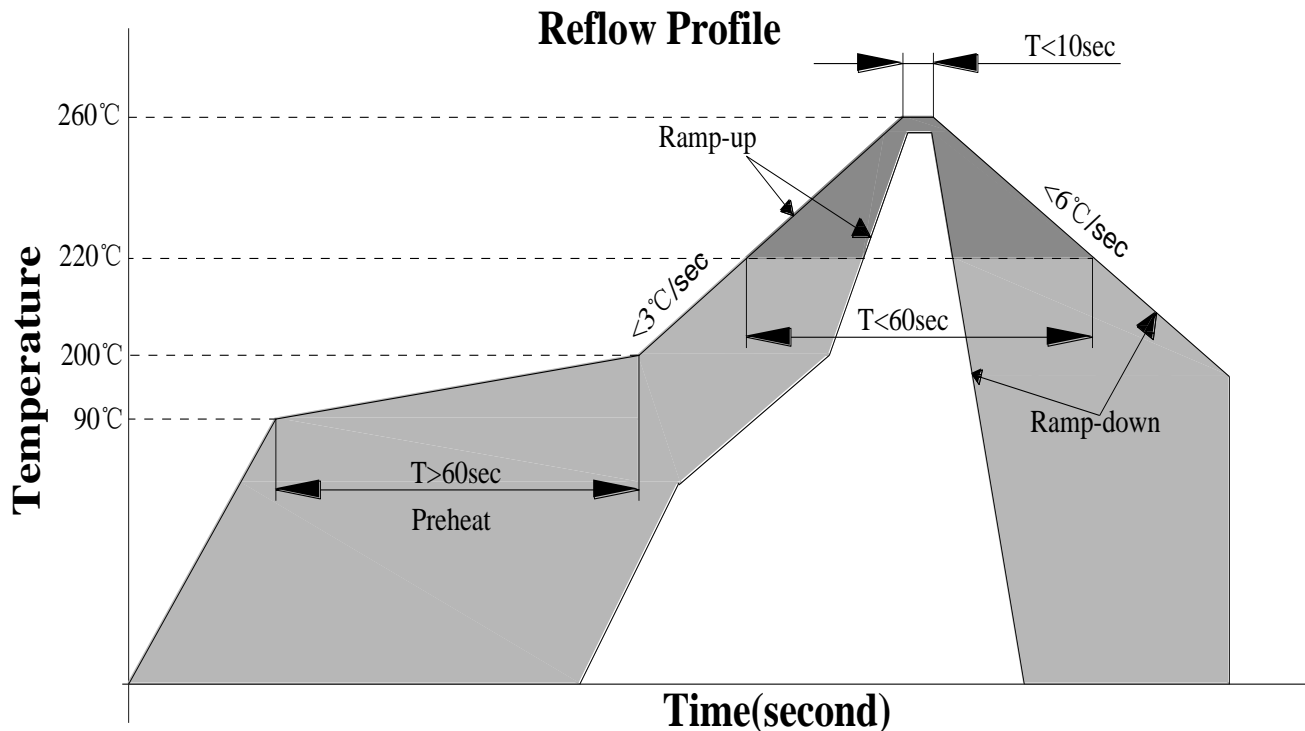 Reflow Profile
T<10sec
260℃
Ramp-up
<6℃/sec
220℃
<3℃/sec
T<60sec
200℃
90℃
Ramp-down
T>60sec
Preheat
Temperature
Time(second)